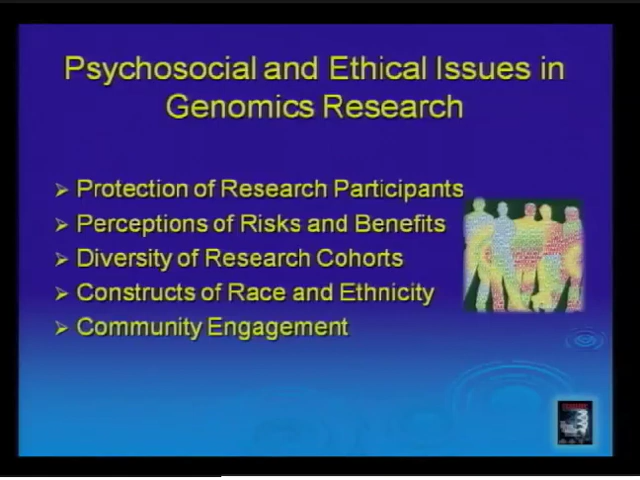 Psychosocial and Ethical Issues in
Genomics Research
➢ Protection of Research Participants
➢ Perceptions of Risks and Benefits
➢ Diversity of Research Cohorts
➢ Constructs of Race and Ethnicity
➢ Community Engagement